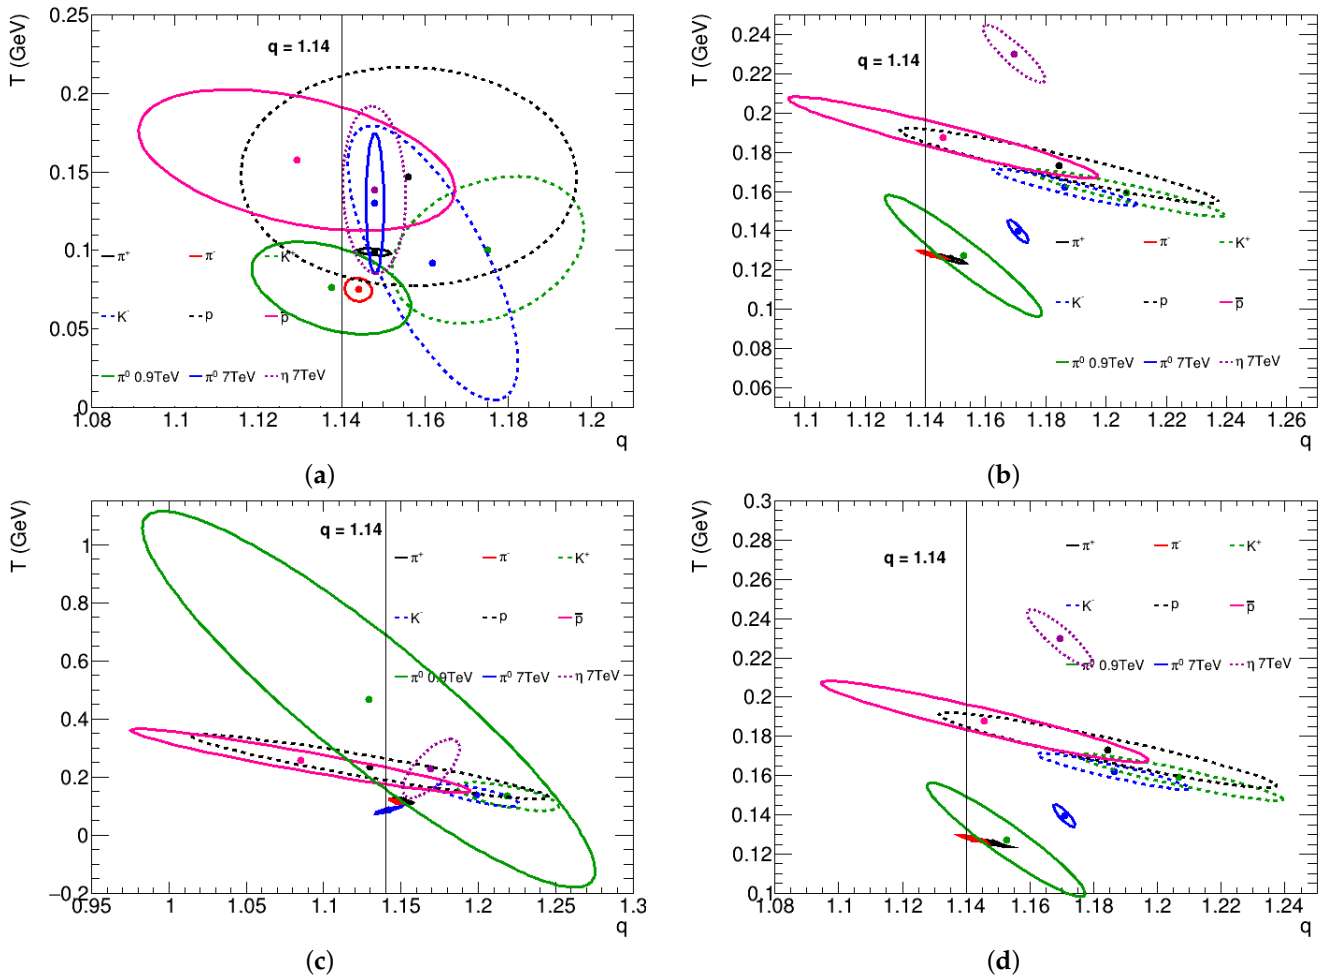 T (GeV)
0.25
0.2
0.15
0.1
0.05
0
q = 1.14
π⁺ π⁻ K⁺
K⁻ p p̅
π⁰ 0.9TeV π⁰ 7TeV η 7TeV
1.08 1.1 1.12 1.14 1.16 1.18 1.2
q
(a)
T (GeV)
0.24
0.22
0.2
0.18
0.16
0.14
0.12
0.1
0.08
0.06
q = 1.14
π⁺ π⁻ K⁺
K⁻ p p̅
π⁰ 0.9TeV π⁰ 7TeV η 7TeV
1.1 1.12 1.14 1.16 1.18 1.2 1.22 1.24 1.26
q
(b)
T (GeV)
1
0.8
0.6
0.4
0.2
0
−0.2
q = 1.14
π⁺ π⁻ K⁺
K⁻ p p̅
π⁰ 0.9TeV π⁰ 7TeV η 7TeV
0.95 1 1.05 1.1 1.15 1.2 1.25 1.3
q
(c)
T (GeV)
0.3
0.28
0.26
0.24
0.22
0.2
0.18
0.16
0.14
0.12
0.1
q = 1.14
π⁺ π⁻ K⁺
K⁻ p p̅
π⁰ 0.9TeV π⁰ 7TeV η 7TeV
1.08 1.1 1.12 1.14 1.16 1.18 1.2 1.22 1.24
q
(d)